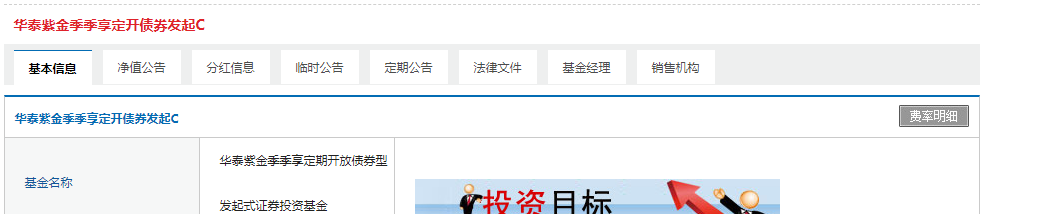 华泰紫金季季享定开债券发起C
基本信息 净值公告 分红信息 临时公告 定期公告 法律文件 基金经理 销售机构
华泰紫金季季享定开债券发起C 费率明细
华泰紫金季季享定期开放债券型
基金名称
发起式证券投资基金
投资目标